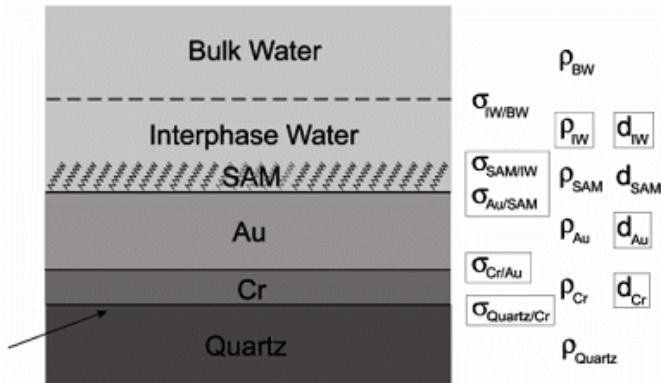 Bulk Water
ρBW
σIW/BW
Interphase Water
ρIW dIW
SAM
σSAM/IW
ρSAM dSAM
σAu/SAM
Au
ρAu dAu
σCr/Au
Cr
ρCr dCr
σQuartz/Cr
Quartz
ρQuartz